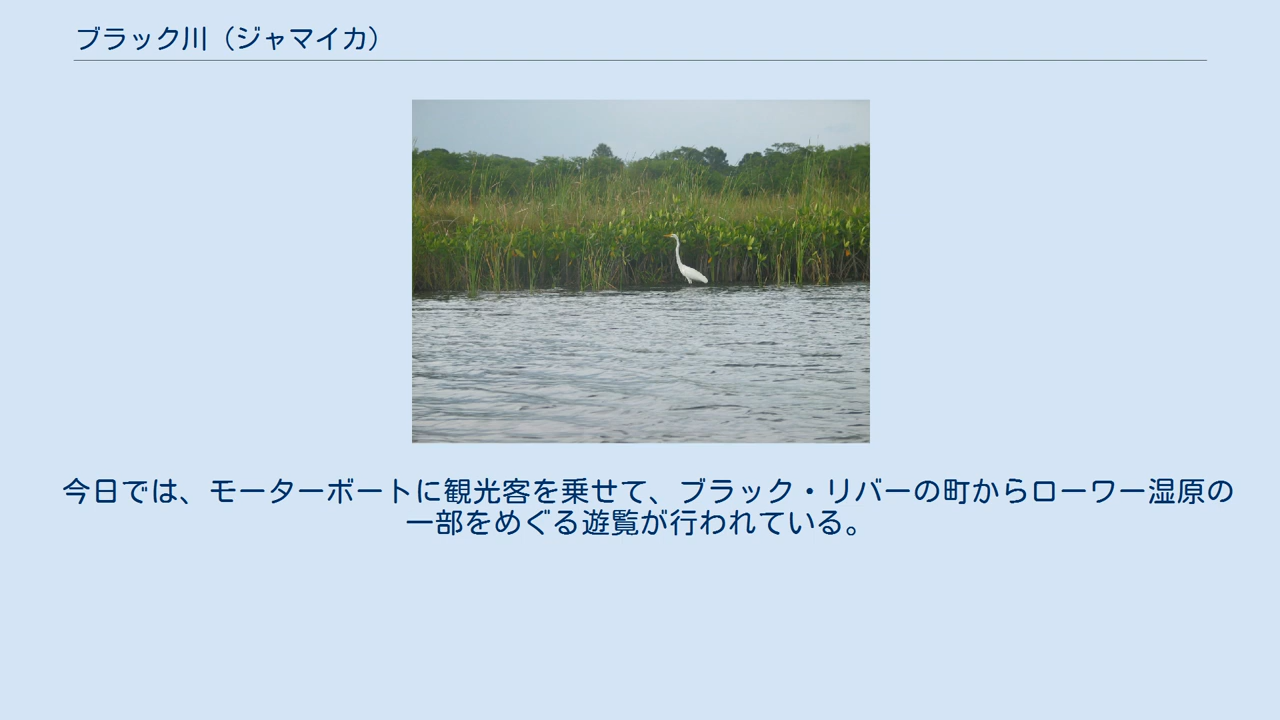 ブラック川（ジャマイカ）
今日では、モーターボートに観光客を乗せて、ブラック・リバーの町からローワー湿原の
一部をめぐる遊覧が行われている。